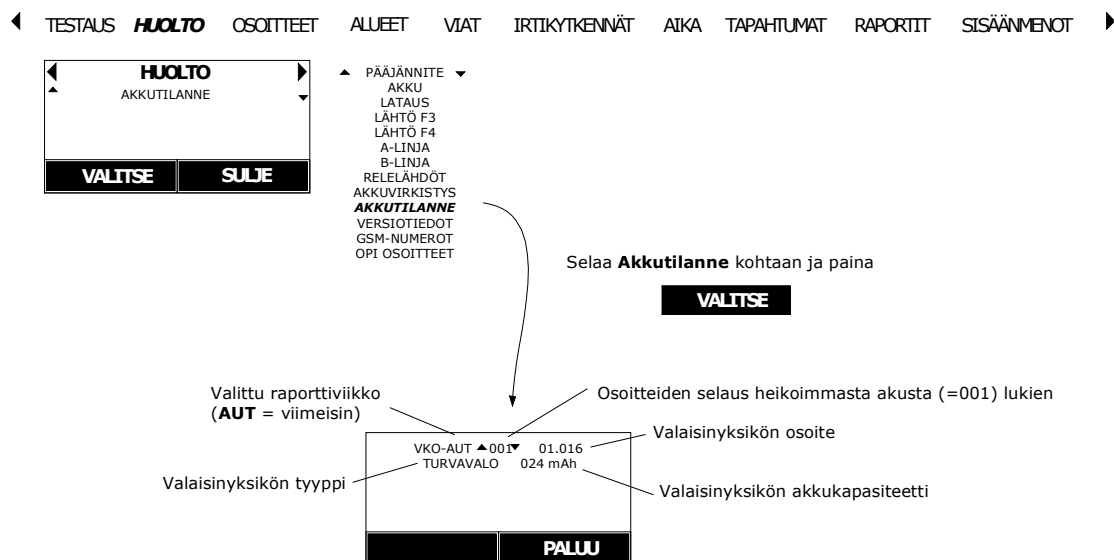 TESTAUS HUOLTO OSOITTEET ALUEET VIAT IRTIKYTKENNÄT AIKA TAPAHTUMAT RAPORTIT SISÄÄNMENOT
HUOLTO
AKKUTILANNE
VALITSE SULJE
PÄÄJÄNNITE
AKKU
LATAUS
LÄHTÖ F3
LÄHTÖ F4
A-LINJA
B-LINJA
RELELÄHDÖT
AKKUVIRKISTYS
AKKUTILANNE
VERSIOTIEDOT
GSM-NUMEROT
OPI OSOITTEET
Selaa Akkutilanne kohtaan ja paina
VALITSE
Valittu raporttiviikko
(AUT = viimeisin)
Osoitteiden selaus heikoimmasta akusta (=001) lukien
Valaisinyksikön osoite
VKO-AUT 001 01.016
TURVAVALO 024 mAh
Valaisinyksikön tyyppi
Valaisinyksikön akkukapasiteetti
PALUU